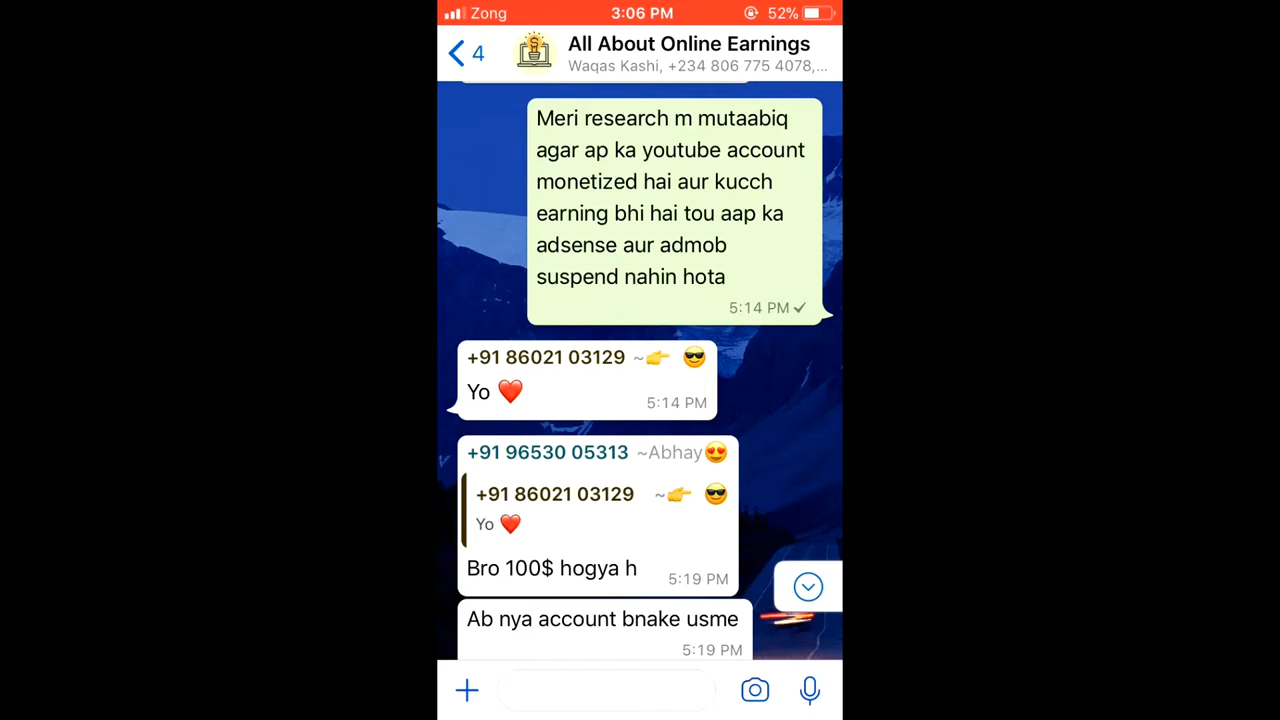 Zong 3:06 PM 52%
4 All About Online Earnings
Waqas Kashi, +234 806 775 4078,...
Meri research m mutaabiq
agar ap ka youtube account
monetized hai aur kucch
earning bhi hai tou aap ka
adsense aur admob
suspend nahin hota
5:14 PM
+91 86021 03129 ~👉 😎
Yo ❤️
5:14 PM
+91 96530 05313 ~Abhay😍
+91 86021 03129 ~👉 😎
Yo ❤️
Bro 100$ hogya h
5:19 PM
Ab nya account bnake usme
5:19 PM